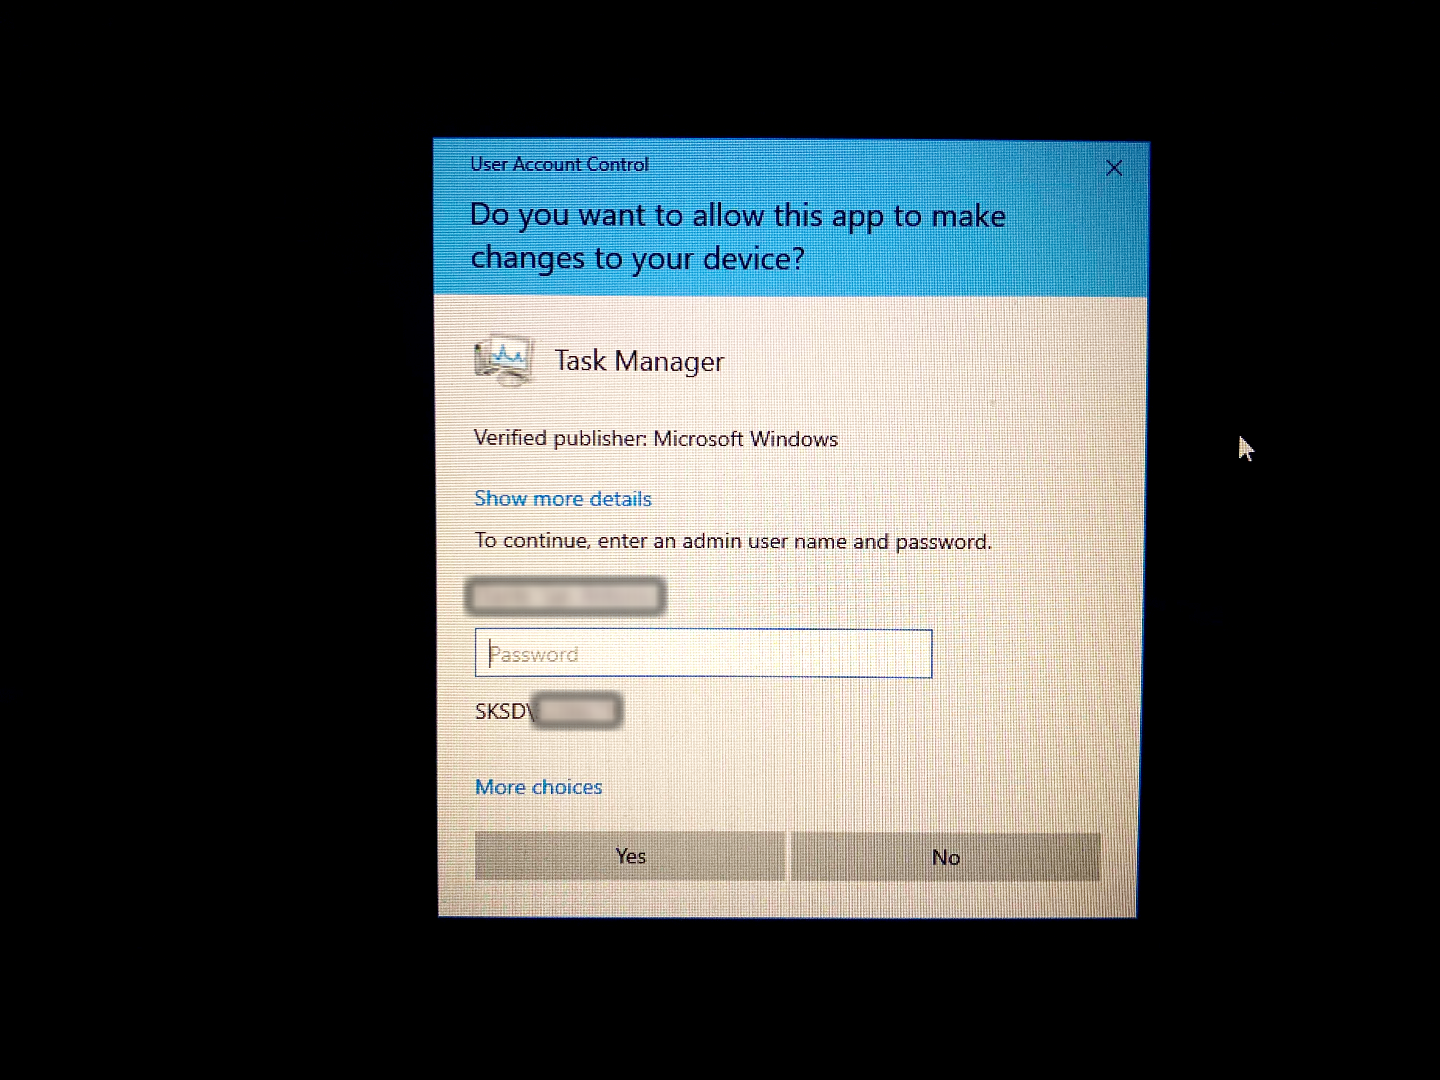 User Account Control
Do you want to allow this app to make
changes to your device?
Task Manager
Verified publisher: Microsoft Windows
Show more details
To continue, enter an admin user name and password.
Password
SKSD\
More choices
Yes
No